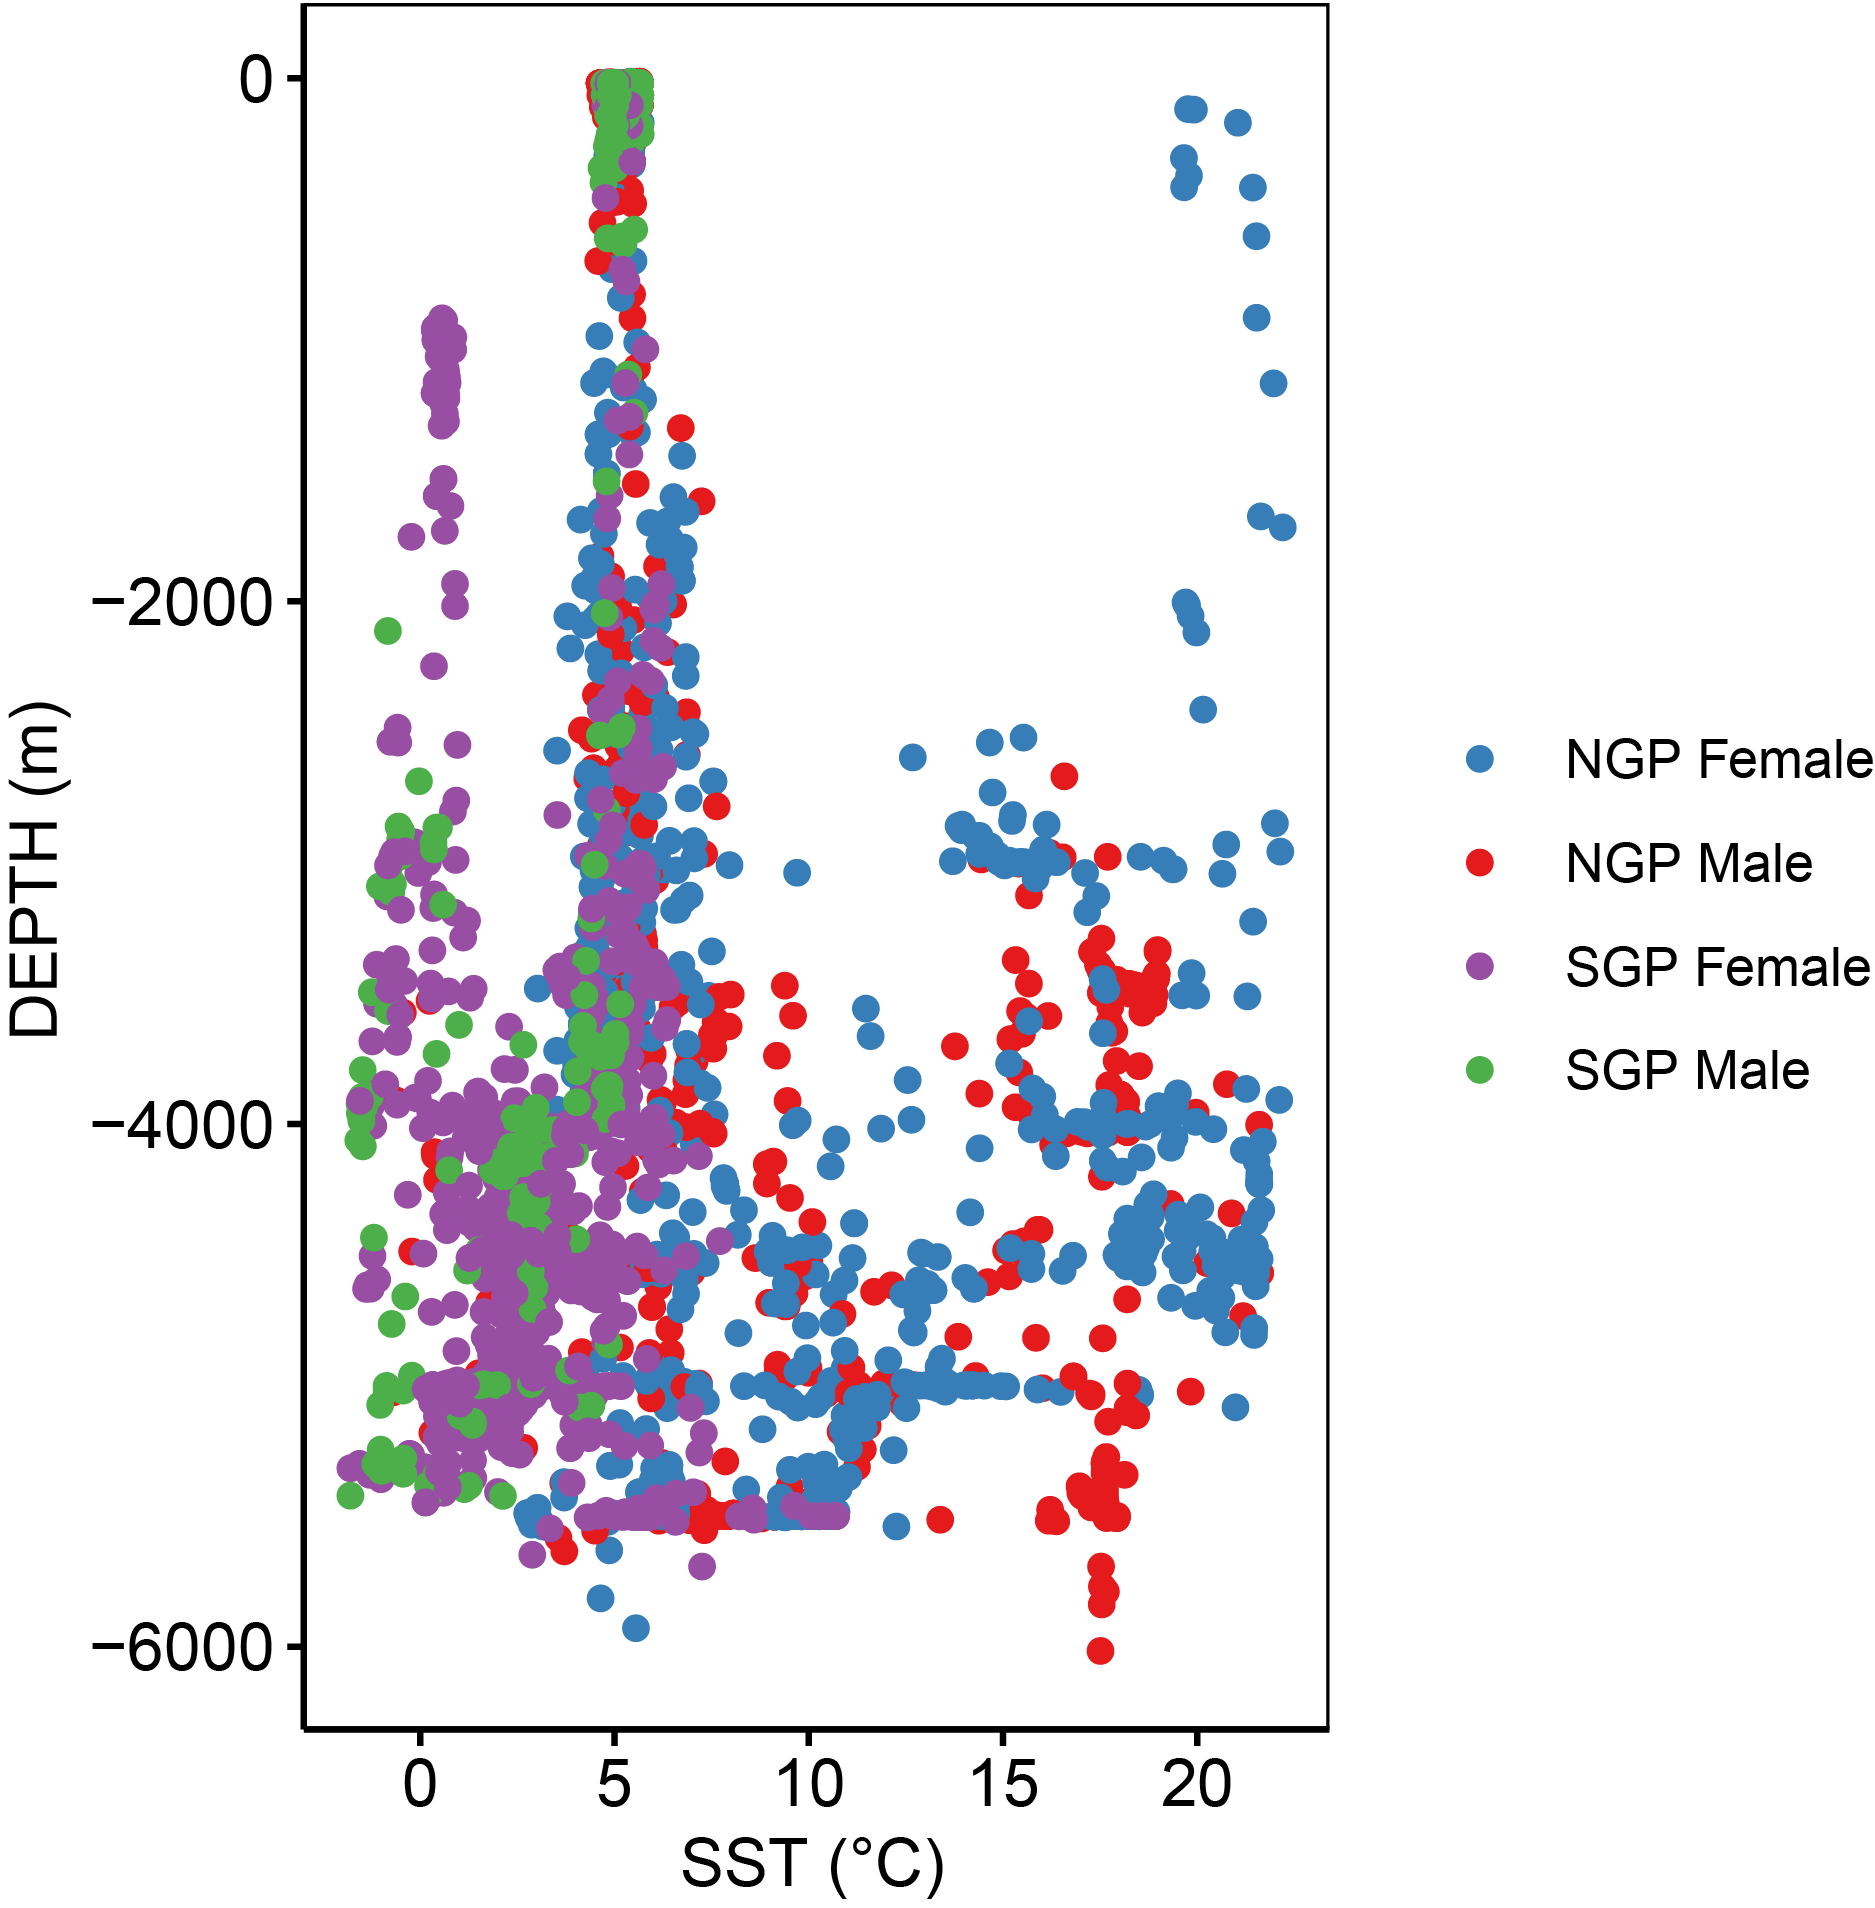 0
−2000
−4000
−6000
DEPTH (m)
0 5 10 15 20
SST (°C)
NGP Female
NGP Male
SGP Female
SGP Male